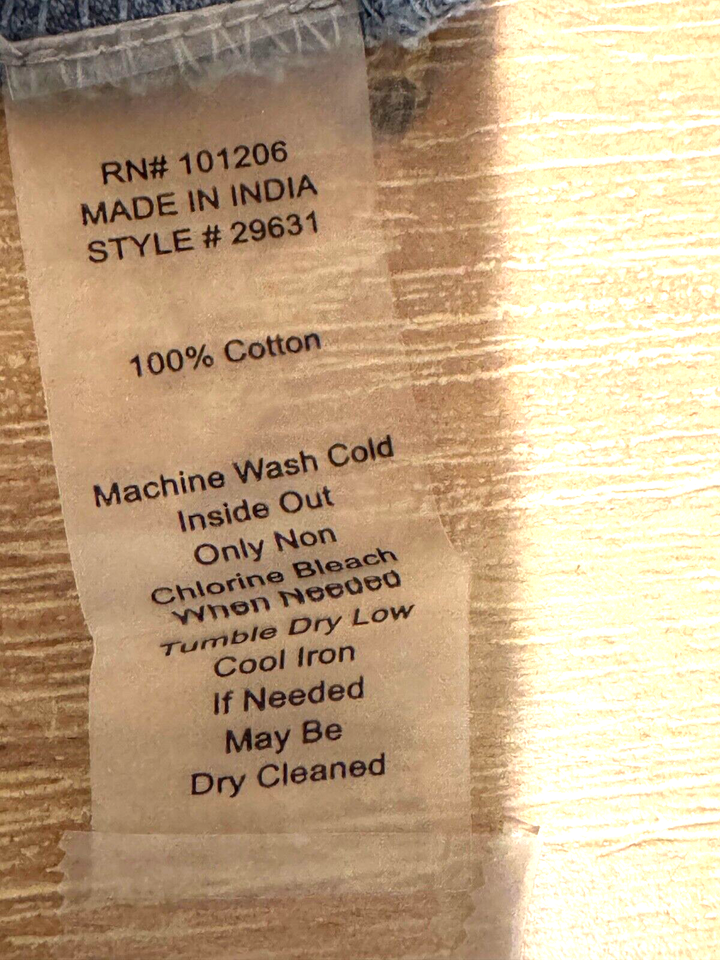 RN# 101206
MADE IN INDIA
STYLE # 29631
100% Cotton
Machine Wash Cold
Inside Out
Only Non
Chlorine Bleach
When Needed
Tumble Dry Low
Cool Iron
If Needed
May Be
Dry Cleaned